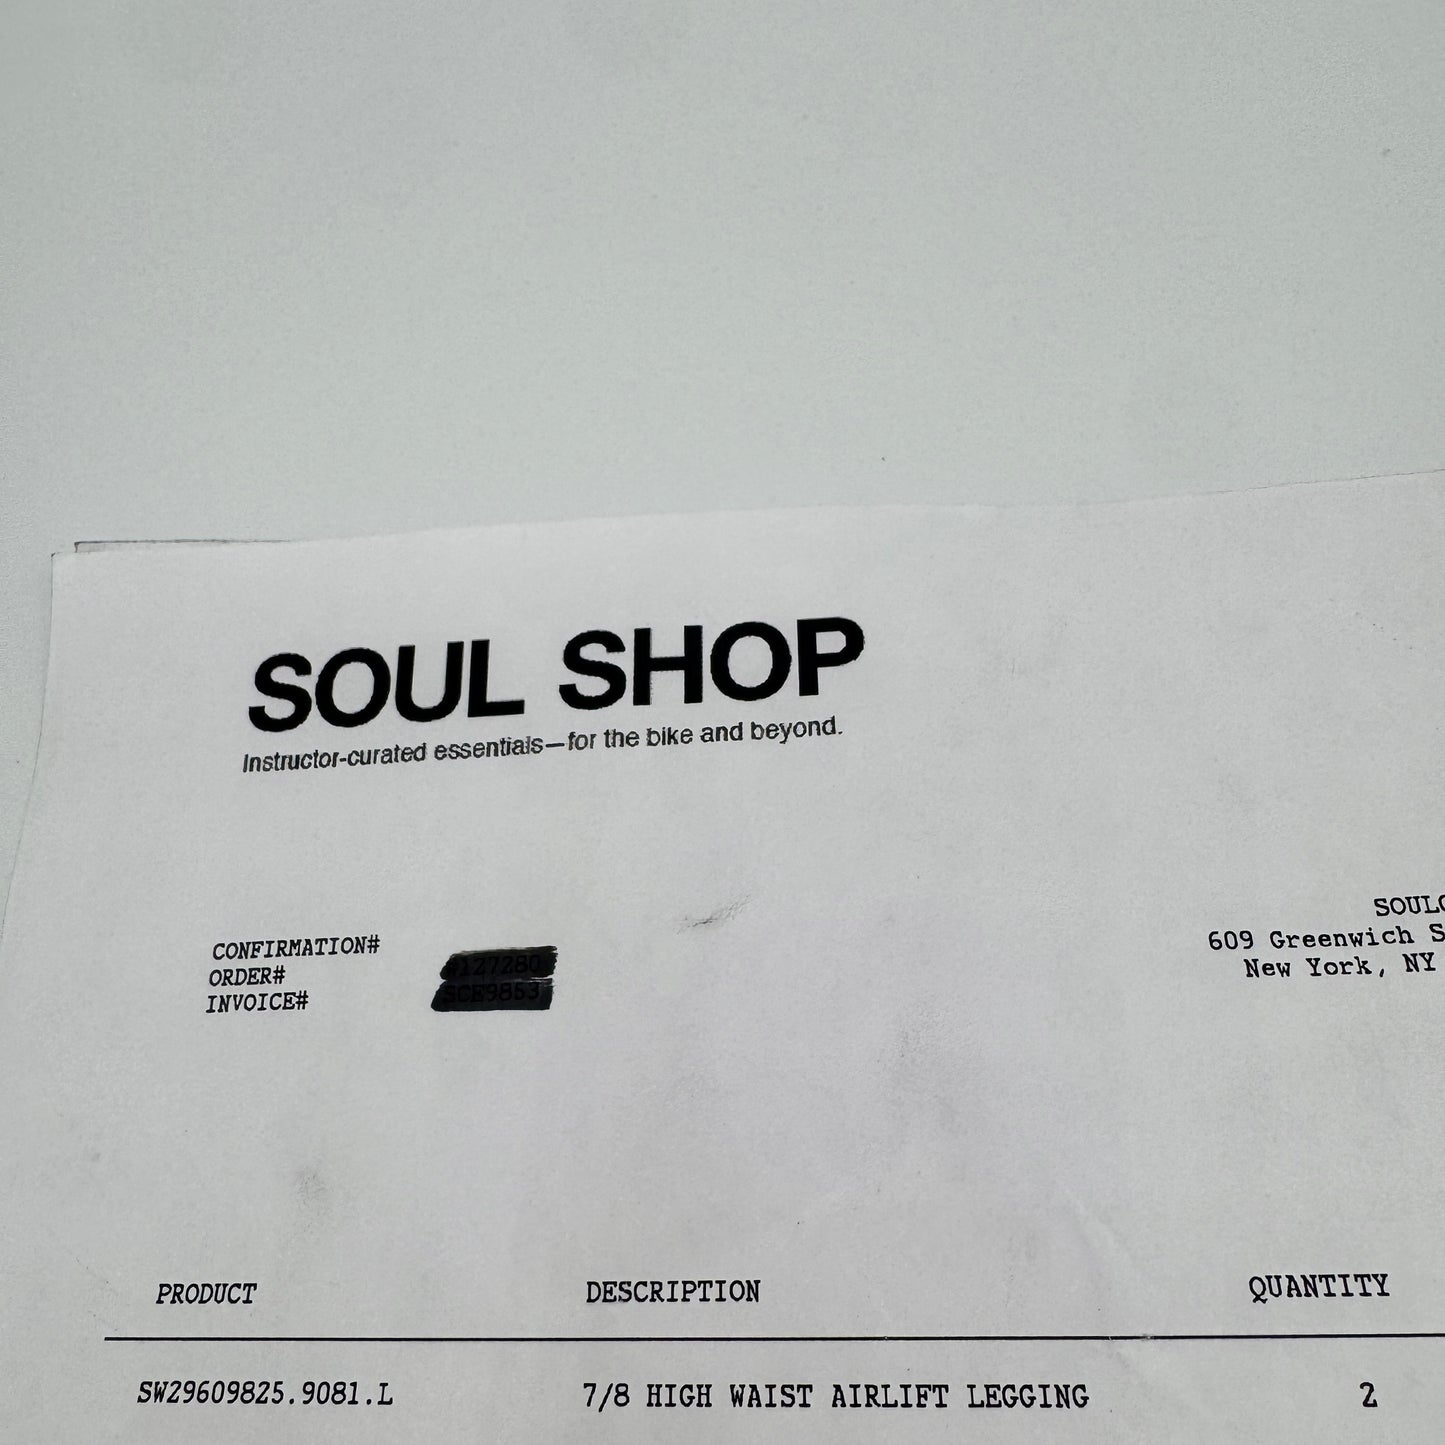 SOUL SHOP
Instructor-curated essentials—for the bike and beyond.
609 Greenwich
New York, NY
CONFIRMATION#
ORDER#
INVOICE#
PRODUCT DESCRIPTION QUANTITY
SW29609825.9081.L 7/8 HIGH WAIST AIRLIFT LEGGING 2